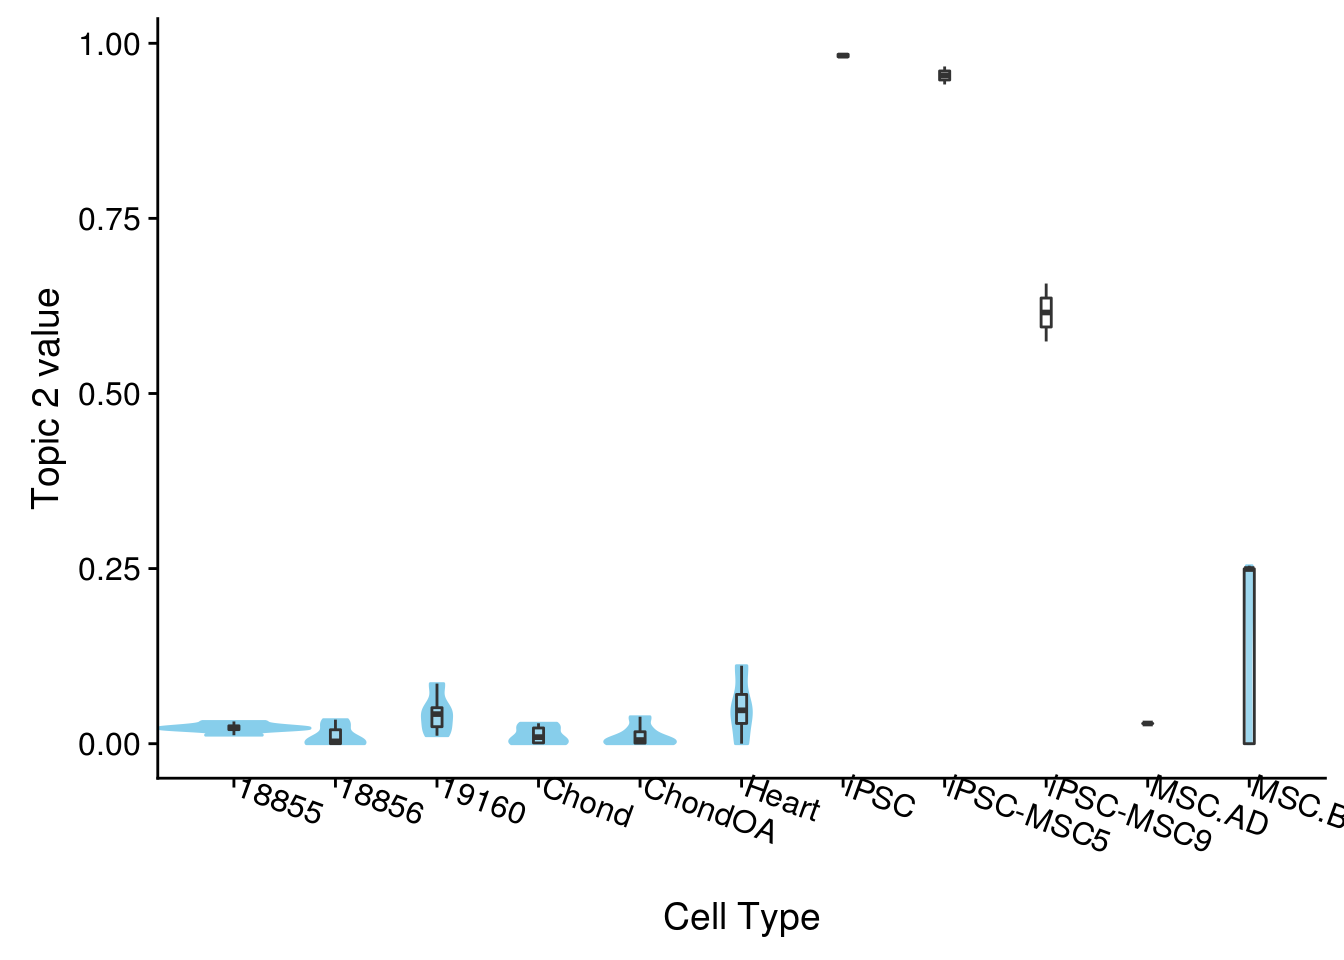 1.00
0.75
0.50
0.25
0.00
Topic 2 value
18855
18856
19160
Chond
ChondOA
Heart
iPSC
iPSC-MSC5
iPSC-MSC9
MSC.AD
MSC.B
Cell Type